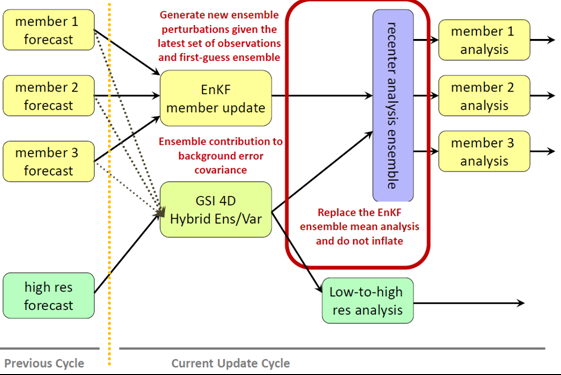 member 1
forecast
member 2
forecast
member 3
forecast
high res
forecast
Generate new ensemble
perturbations given the
latest set of observations
and first-guess ensemble
EnKF
member update
Ensemble contribution to
background error
covariance
GSI 4D
Hybrid Ens/Var
recenter analysis ensemble
Replace the EnKF
ensemble mean analysis
and do not inflate
Low-to-high
res analysis
member 1
analysis
member 2
analysis
member 3
analysis
Previous Cycle
Current Update Cycle